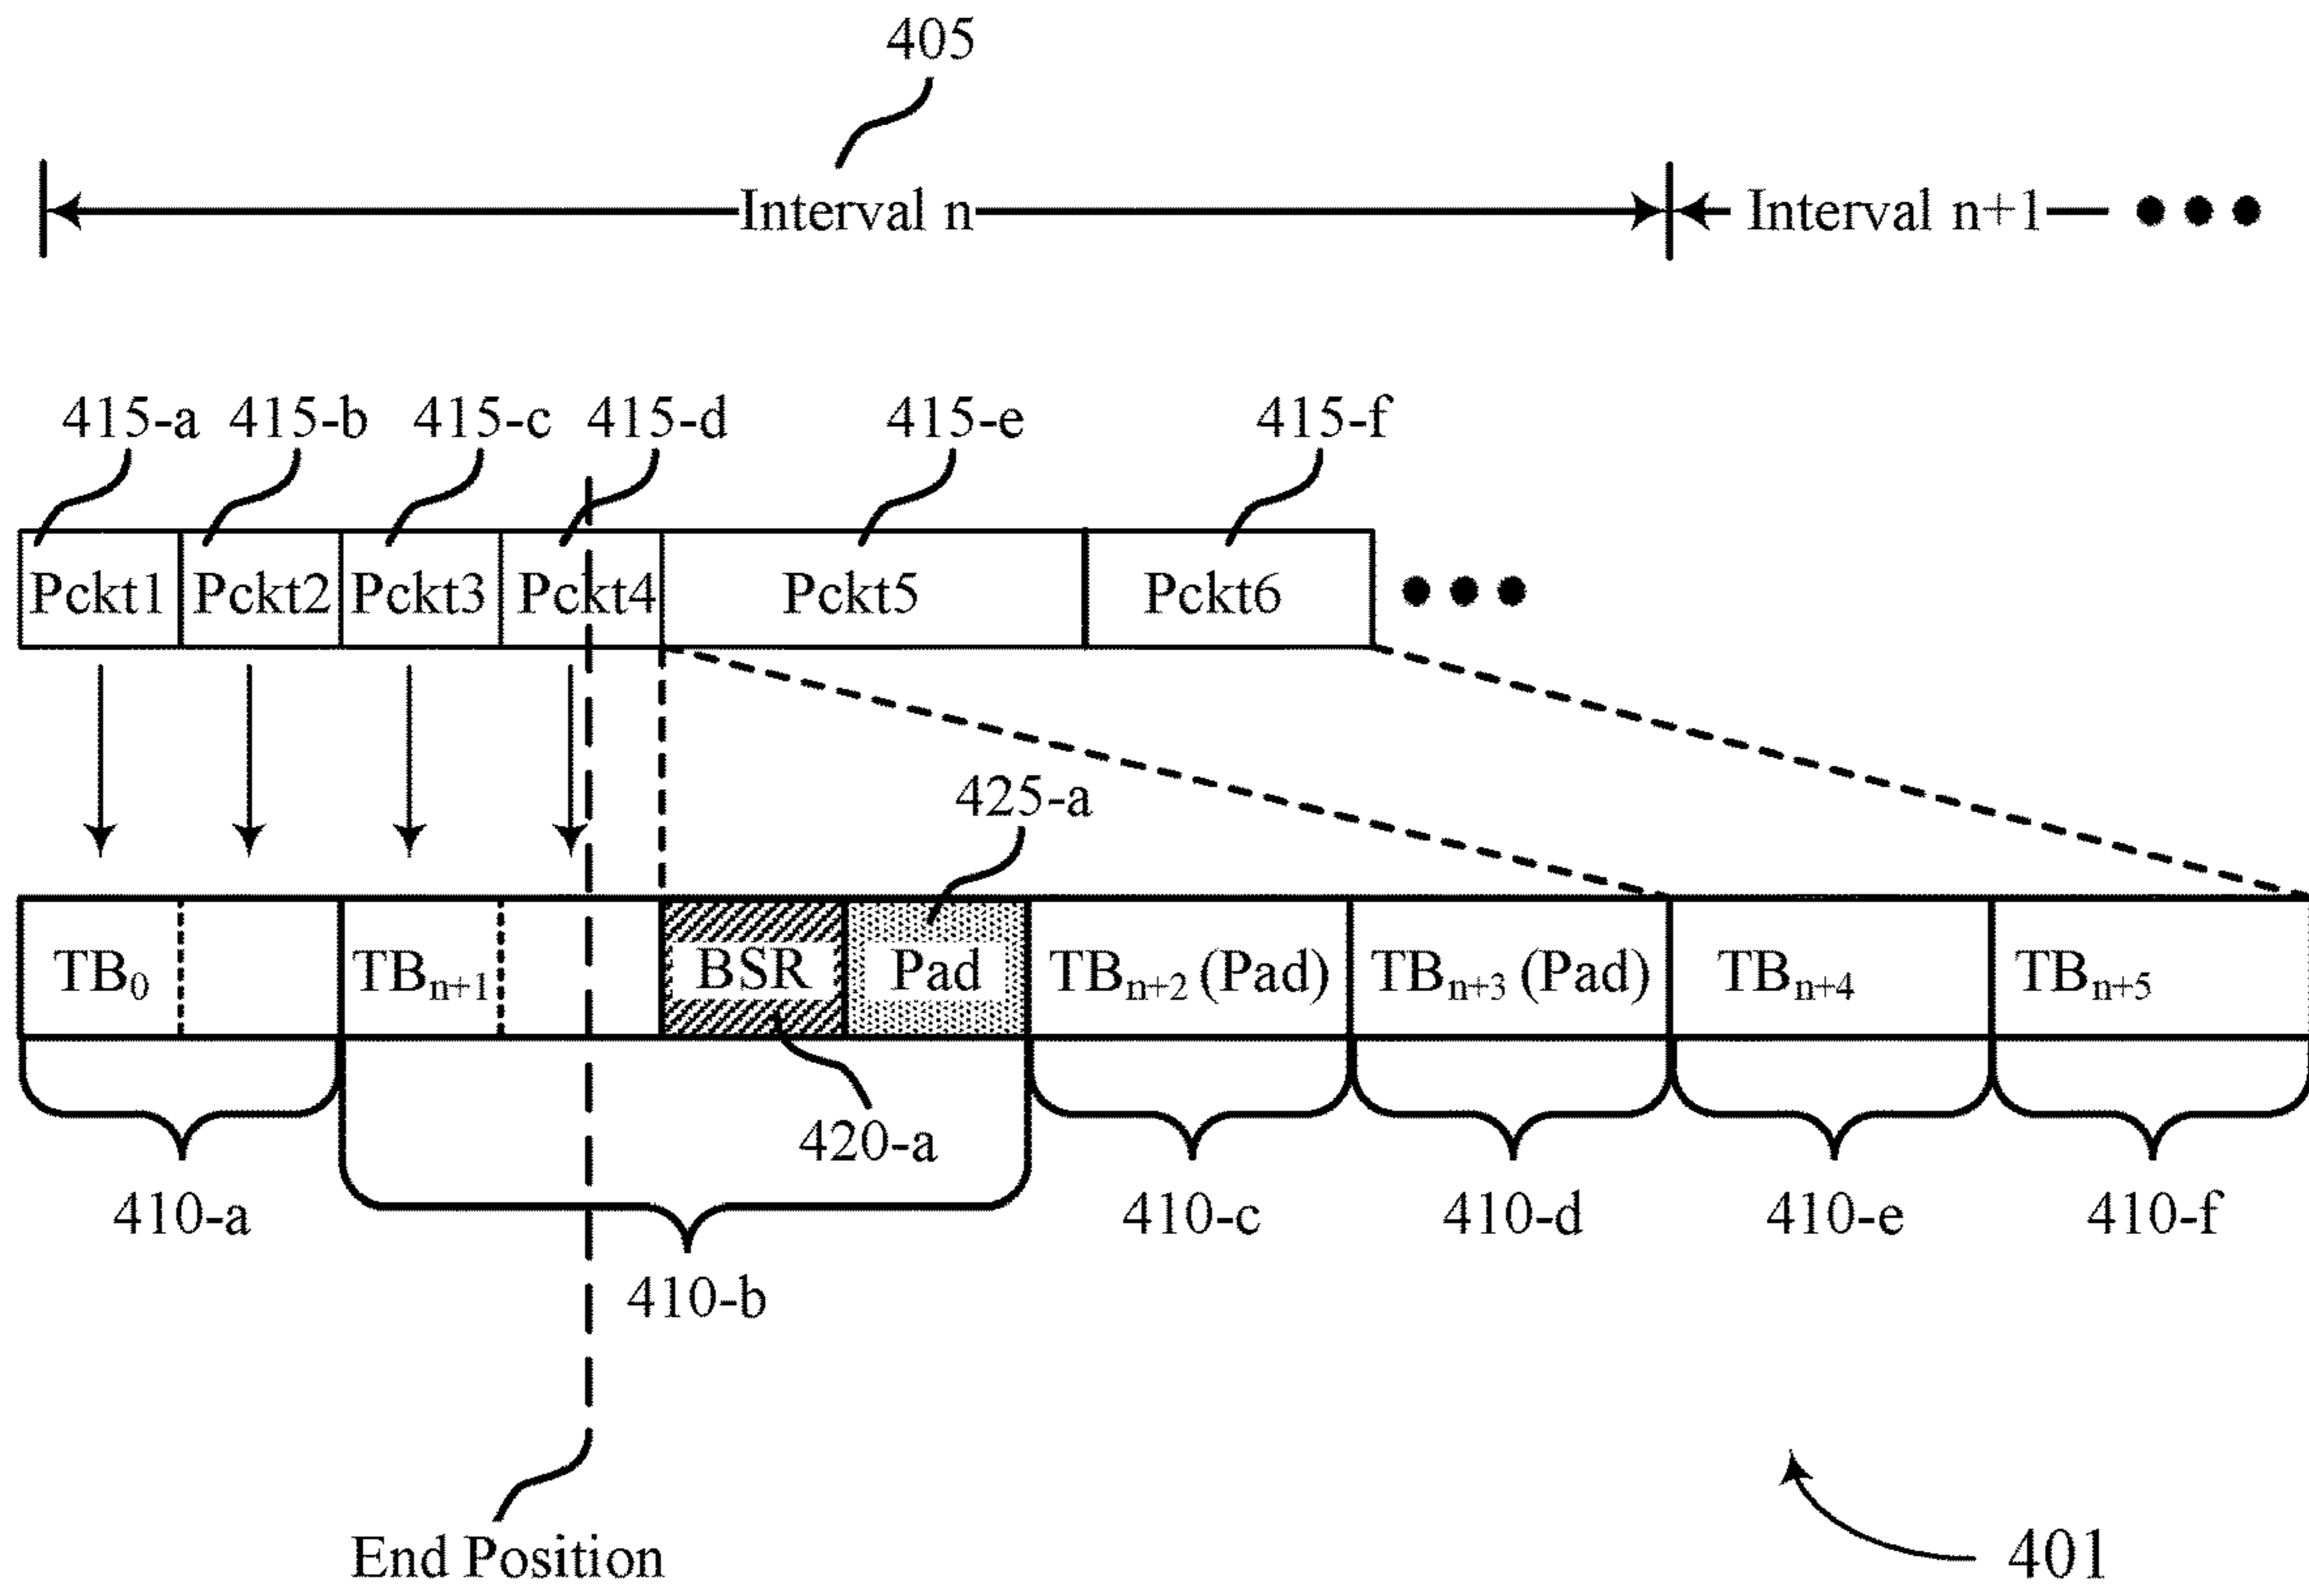 405
Interval n Interval n+1
415-a 415-b 415-c 415-d 415-e 415-f
Pckt1 Pckt2 Pckt3 Pckt4 Pckt5 Pckt6
425-a
TB0 TBn+1 BSR Pad TBn+2 (Pad) TBn+3 (Pad) TBn+4 TBn+5
420-a
410-a 410-c 410-d 410-e 410-f
410-b
End Position 401